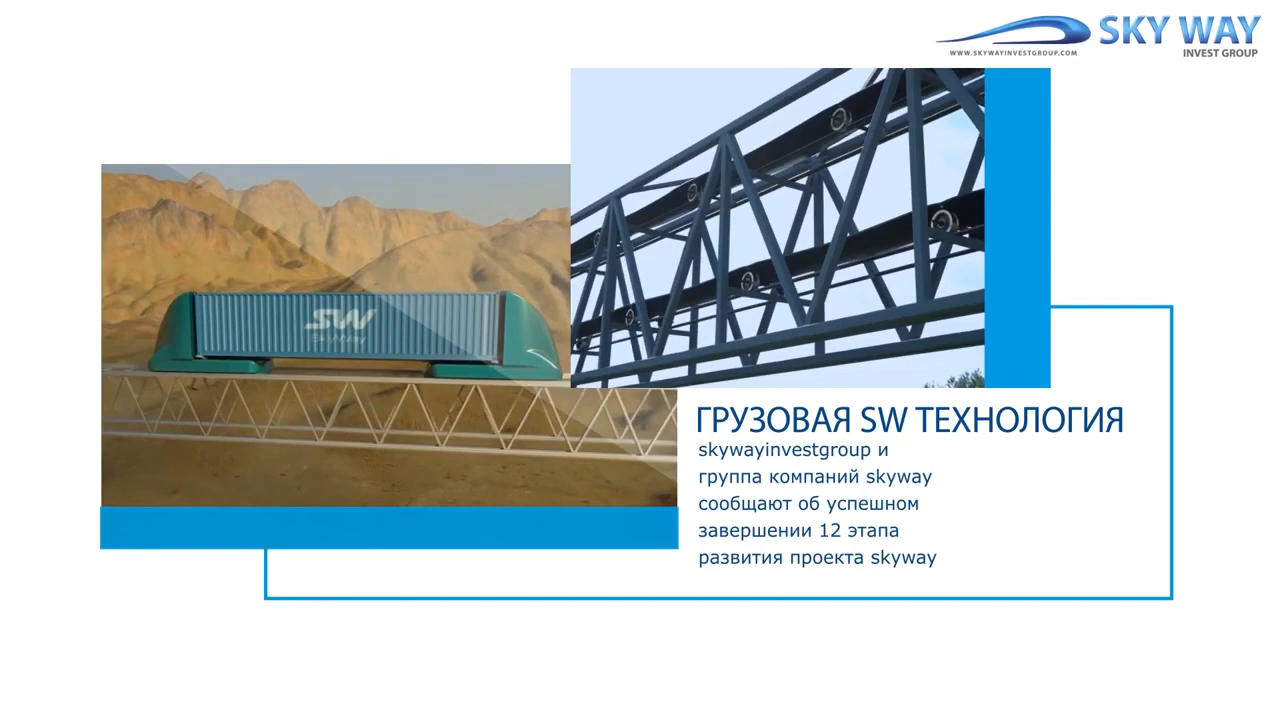 SKY WAY
WWW.SKYWAYINVESTGROUP.COM
INVEST GROUP
SW
SkyWay
ГРУЗОВАЯ SW ТЕХНОЛОГИЯ
skywayinvestgroup и
группа компаний skyway
сообщают об успешном
завершении 12 этапа
развития проекта skyway